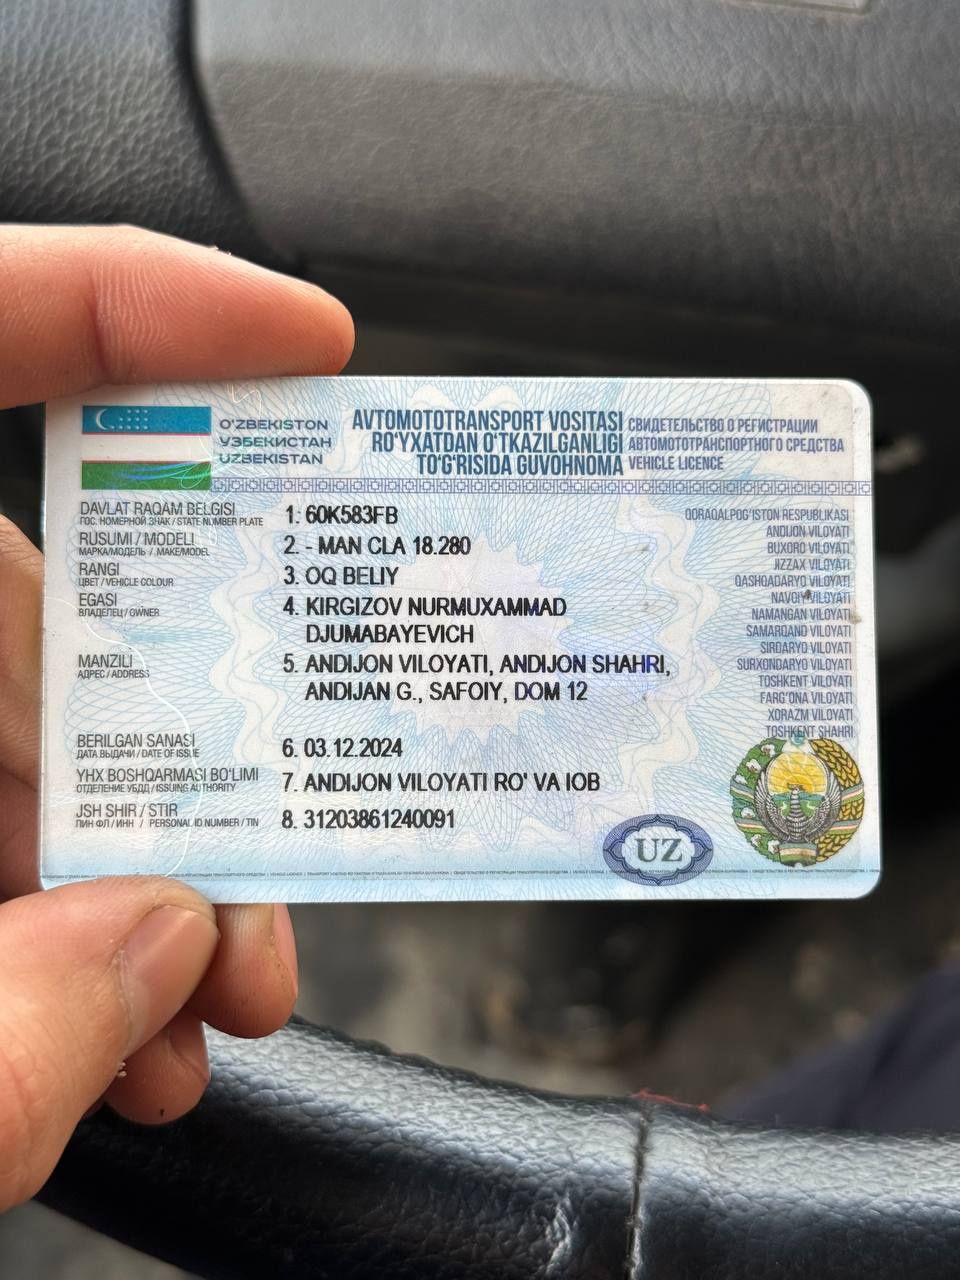 O'ZBEKISTON
УЗБЕКИСТАН
UZBEKISTAN
AVTOMOTOTRANSPORT VOSITASI
RO'YXATDAN O'TKAZILGANLIGI
TO'G'RISIDA GUVOHNOMA
СВИДЕТЕЛЬСТВО О РЕГИСТРАЦИИ
АВТОМОТОТРАНСПОРТНОГО СРЕДСТВА
VEHICLE LICENCE
DAVLAT RAQAM BELGISI
ГОС. НОМЕРНОЙ ЗНАК / STATE NUMBER PLATE
1. 60K583FB
RUSUMI / MODELI
МАРКА/МОДЕЛЬ / MAKE/MODEL
2. - MAN CLA 18.280
RANGI
ЦВЕТ / VEHICLE COLOUR
3. OQ BELIY
EGASI
ВЛАДЕЛЕЦ / OWNER
4. KIRGIZOV NURMUXAMMAD
DJUMABAYEVICH
MANZILI
АДРЕС / ADDRESS
5. ANDIJON VILOYATI, ANDIJON SHAHRI,
ANDIJAN G., SAFOIY, DOM 12
BERILGAN SANASI
ДАТА ВЫДАЧИ / DATE OF ISSUE
6. 03.12.2024
YHX BOSHQARMASI BO'LIMI
ОТДЕЛЕНИЕ УБДД / ISSUING AUTHORITY
7. ANDIJON VILOYATI RO' VA IOB
JSH SHIR / STIR
ПИН ФЛ / ИНН / PERSONAL ID NUMBER / TIN
8. 31203861240091
QORAQALPOG'ISTON RESPUBLIKASI
ANDIJON VILOYATI
BUXORO VILOYATI
JIZZAX VILOYATI
QASHQADARYO VILOYATI
NAVOIY VILOYATI
NAMANGAN VILOYATI
SAMARQAND VILOYATI
SIRDARYO VILOYATI
SURXONDARYO VILOYATI
TOSHKENT VILOYATI
FARG'ONA VILOYATI
XORAZM VILOYATI
TOSHKENT SHAHRI
UZ